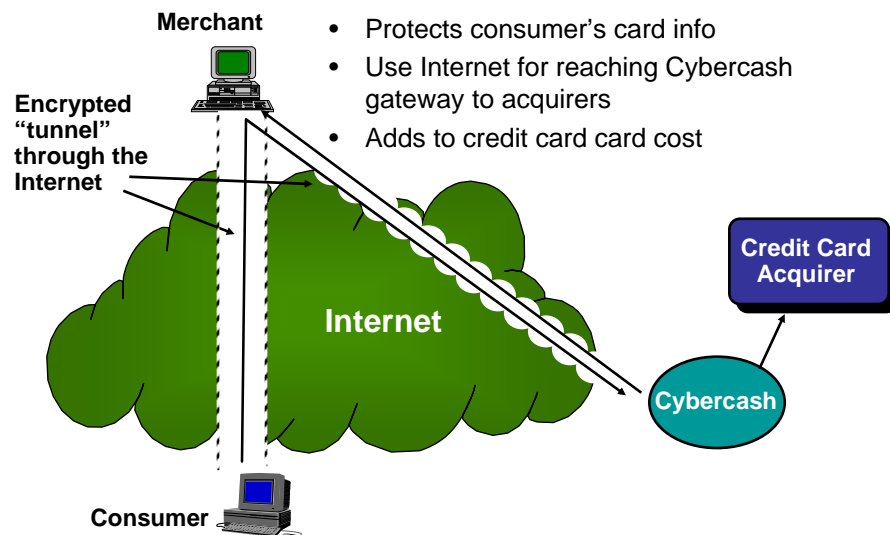 Merchant
• Protects consumer's card info
• Use Internet for reaching Cybercash
gateway to acquirers
• Adds to credit card card cost
Encrypted
“tunnel”
through the
Internet
Credit Card
Acquirer
Internet
Cybercash
Consumer